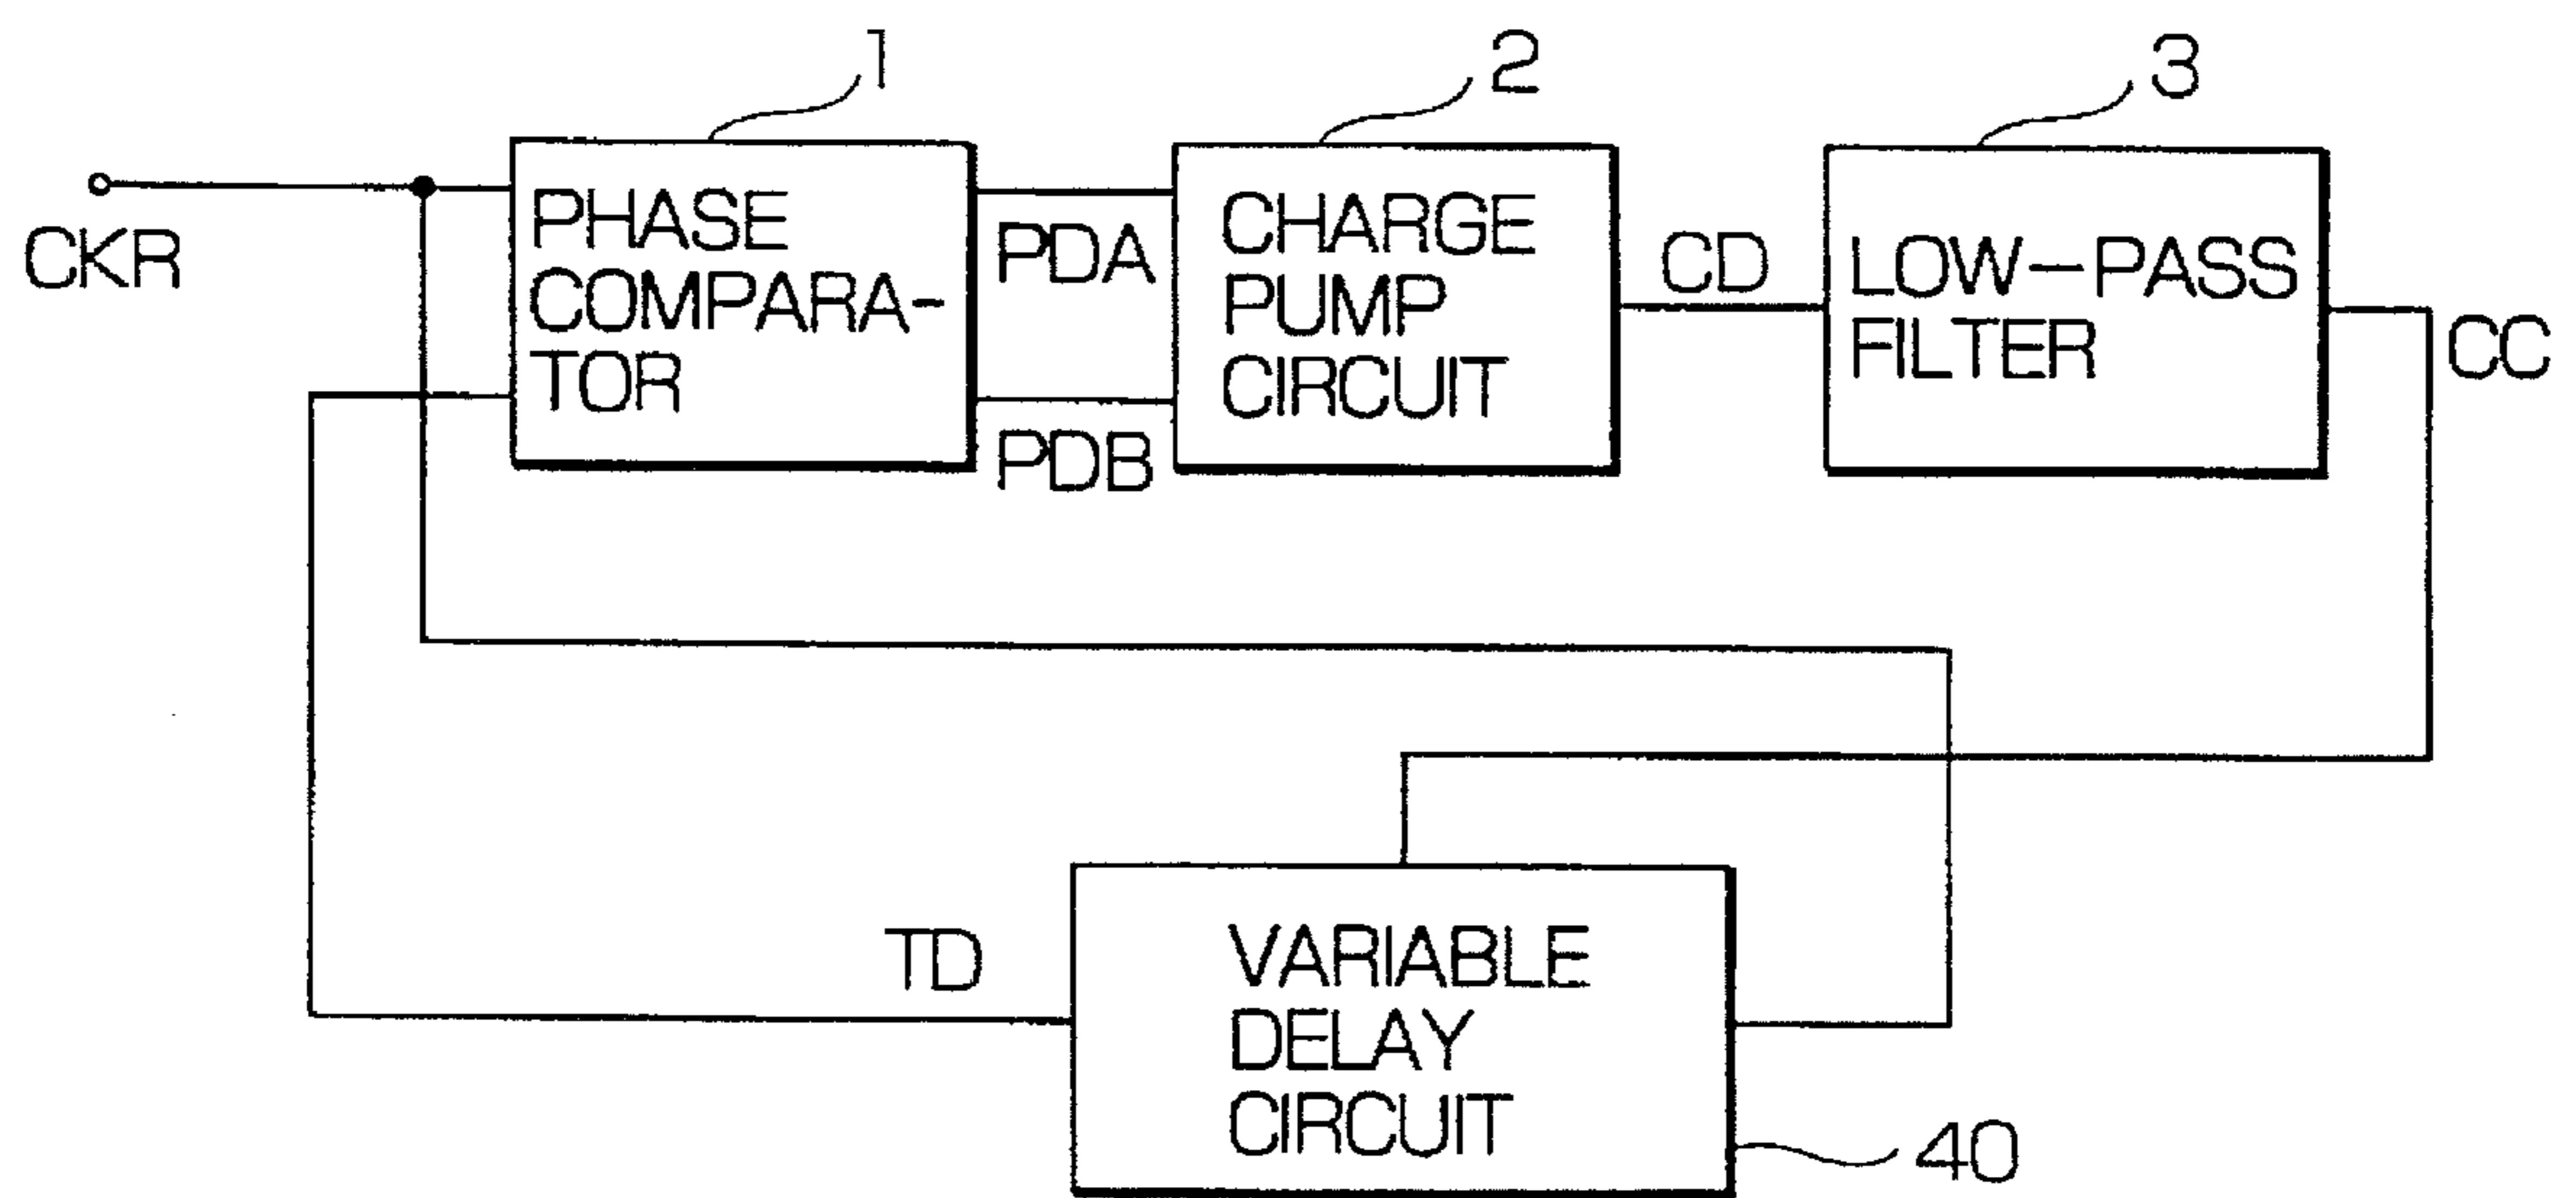 1
2
3
CKR
PHASE
COMPARA-
TOR
PDA
PDB
CHARGE
PUMP
CIRCUIT
CD
LOW-PASS
FILTER
CC
TD
VARIABLE
DELAY
CIRCUIT
40